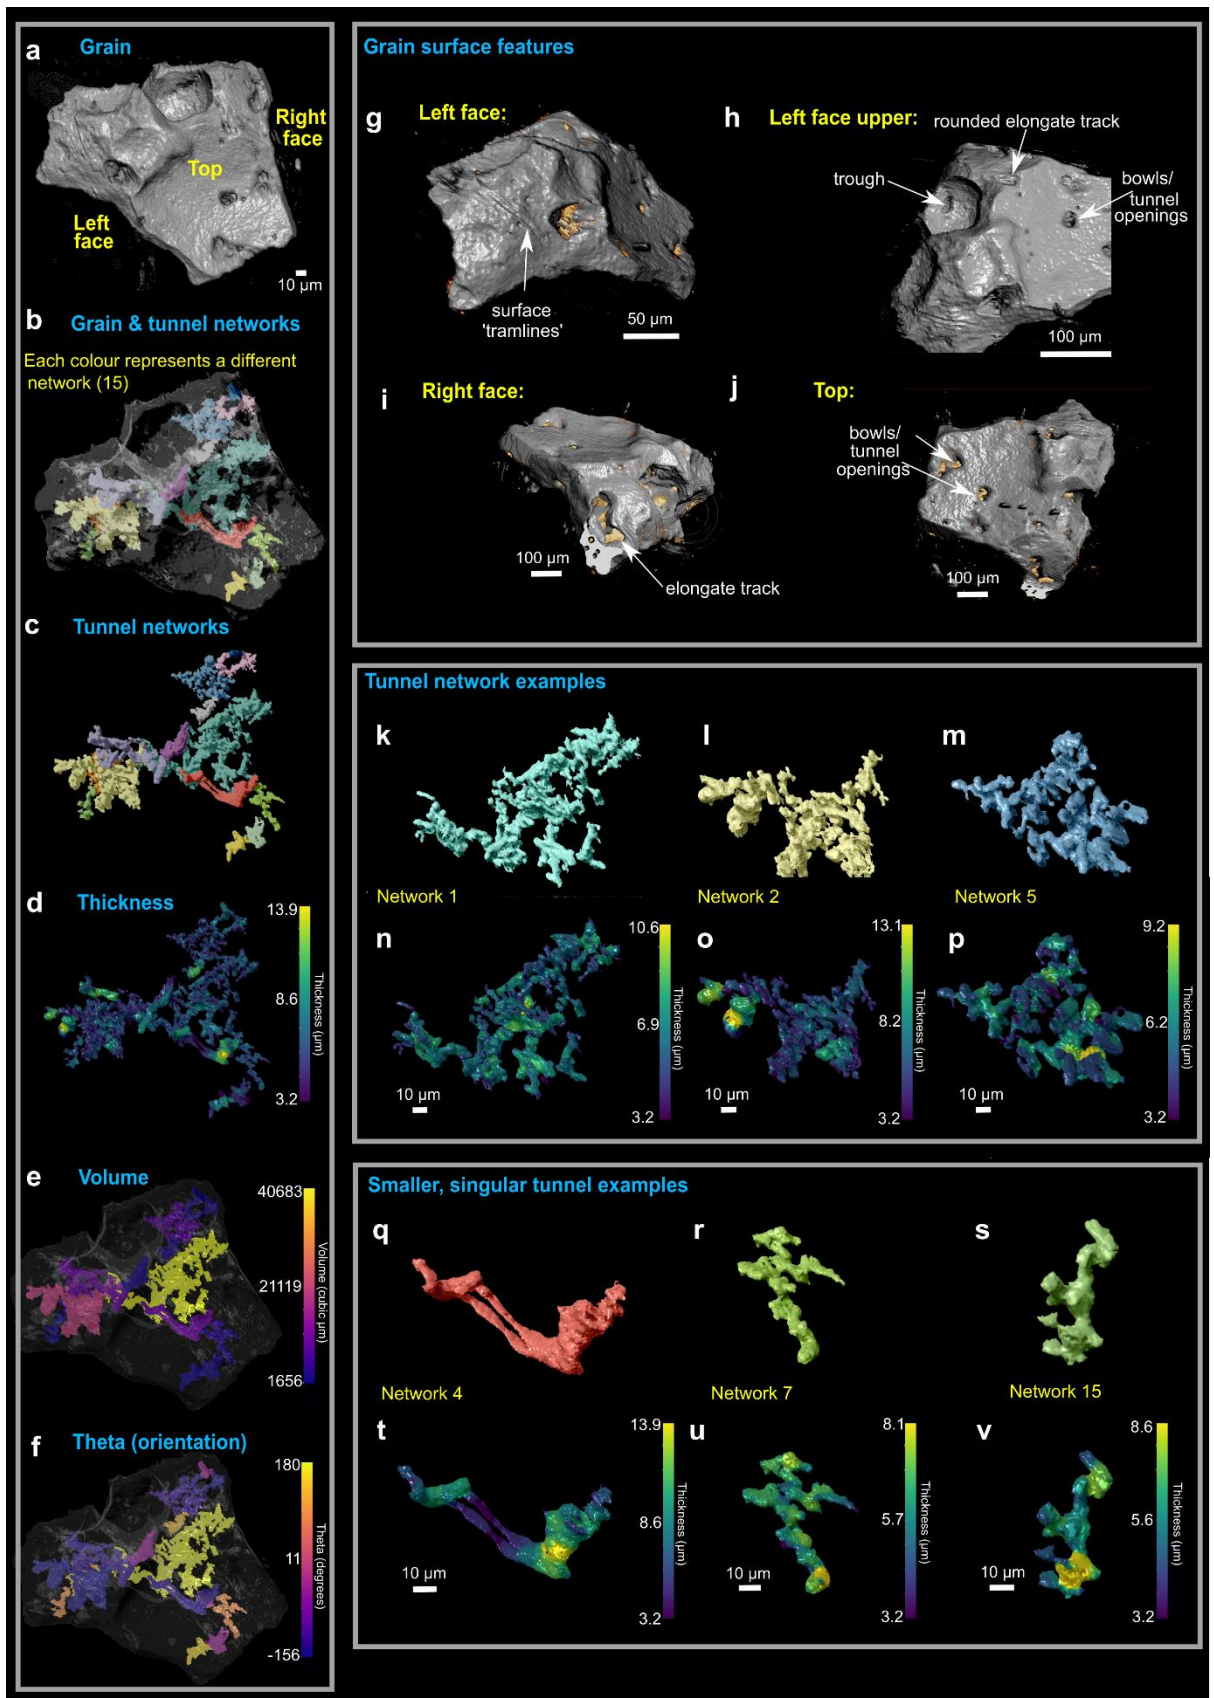 a
Grain
Right
face
Top
Left
face
10 µm
b
Grain & tunnel networks
Each colour represents a different
network (15)
c
Tunnel networks
d
Thickness
13.9
8.6
3.2
Thickness (µm)
e
Volume
40683
21119
1656
Volume (cubic µm)
f
Theta (orientation)
180
11
-156
Theta (degrees)
Grain surface features
g
Left face:
surface
'tramlines'
50 µm
h
Left face upper:
rounded elongate track
trough
bowls/
tunnel
openings
100 µm
i
Right face:
100 µm
elongate track
j
Top:
bowls/
tunnel
openings
100 µm
Tunnel network examples
k
l
m
Network 1
Network 2
Network 5
n
10.6
6.9
3.2
Thickness (µm)
10 µm
o
13.1
8.2
3.2
Thickness (µm)
10 µm
p
9.2
6.2
3.2
Thickness (µm)
10 µm
Smaller, singular tunnel examples
q
r
s
Network 4
Network 7
Network 15
t
13.9
8.6
3.2
Thickness (µm)
10 µm
u
8.1
5.7
3.2
Thickness (µm)
10 µm
v
8.6
5.6
3.2
Thickness (µm)
10 µm